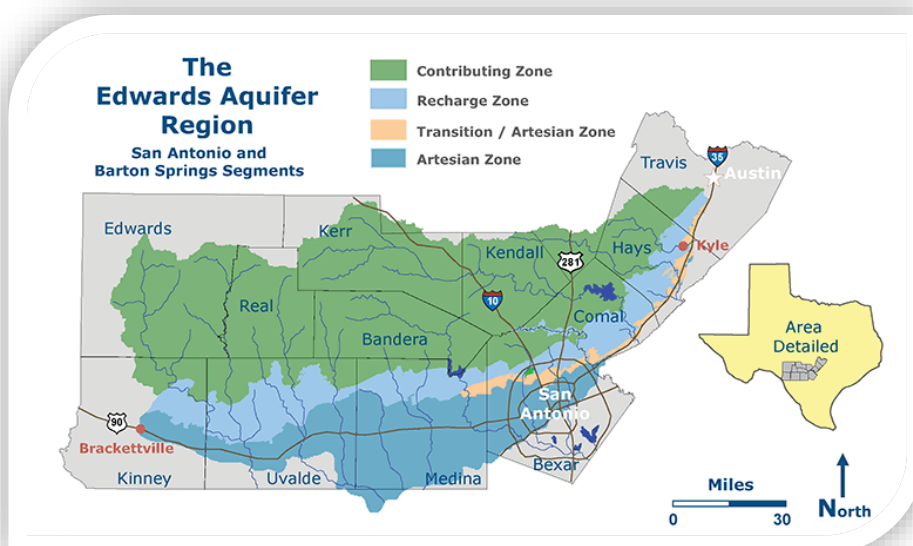 The
Edwards Aquifer
Region
San Antonio and
Barton Springs Segments
Contributing Zone
Recharge Zone
Transition / Artesian Zone
Artesian Zone
Travis
35
Austin
Edwards
Kerr
Kendall
281
Hays
Kyle
Real
10
Comal
Bandera
Area
Detailed
San
Antonio
90
Brackettville
Kinney
Uvalde
Medina
Bexar
Miles
0 30
North